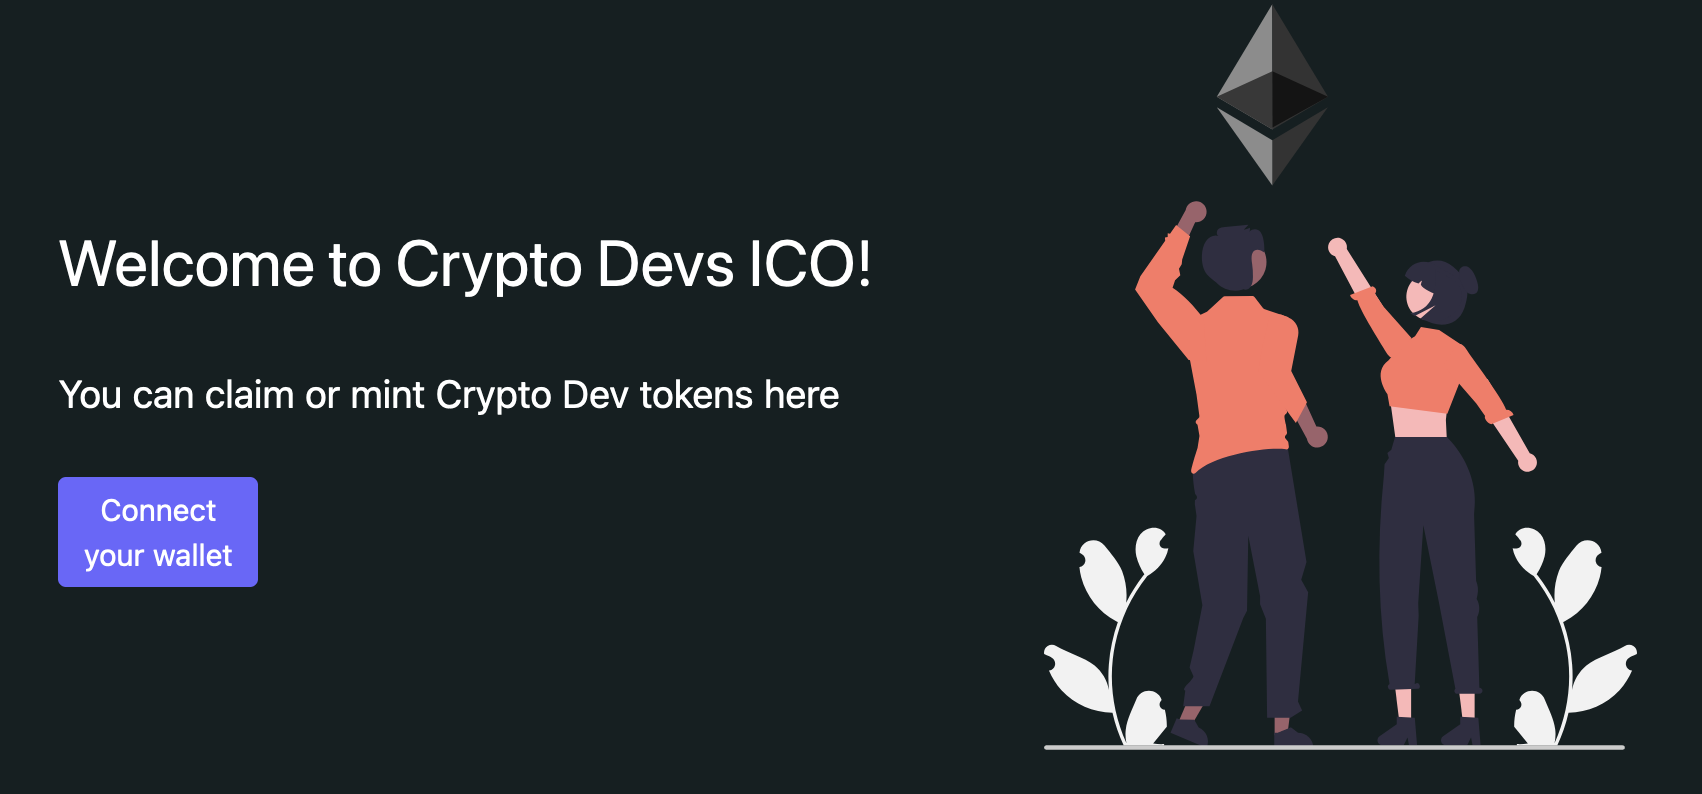 Welcome to Crypto Devs ICO!
You can claim or mint Crypto Dev tokens here
Connect
your wallet